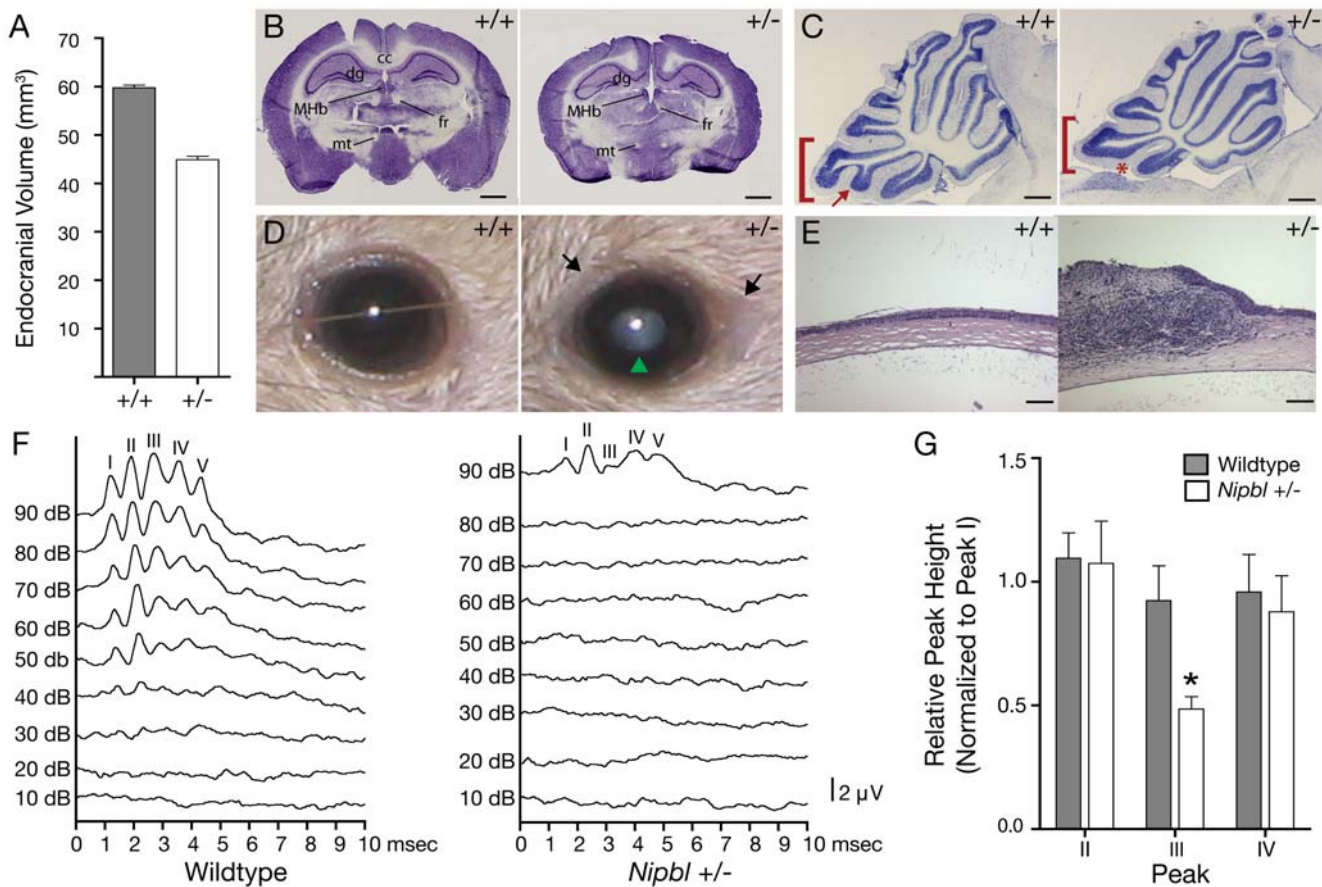 A
Endocranial Volume (mm³)
70
60
50
40
30
20
10
+/+
+/-
B
+/+
cc
dg
MHb
fr
mt
+/-
dg
MHb
fr
mt
C
+/+
*
+/-
D
+/+
+/-
E
+/+
+/-
F
I
II
III
IV
V
90 dB
80 dB
70 dB
60 dB
50 db
40 dB
30 dB
20 dB
10 dB
0 1 2 3 4 5 6 7 8 9 10 msec
Wildtype
I
II
III
IV
V
90 dB
80 dB
70 dB
60 dB
50 dB
40 dB
30 dB
20 dB
10 dB
0 1 2 3 4 5 6 7 8 9 10 msec
Nipbl +/-
2 µV
G
Relative Peak Height
(Normalized to Peak I)
1.5
1.0
0.5
0.0
Wildtype
Nipbl +/-
*
II
III
IV
Peak